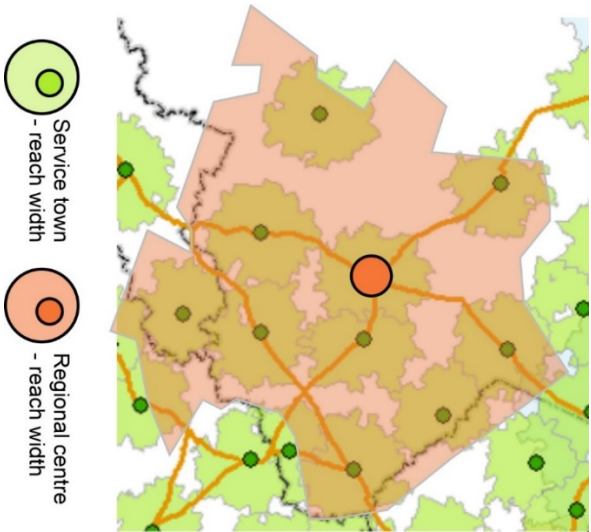 Service town
- reach width
Regional centre
- reach width